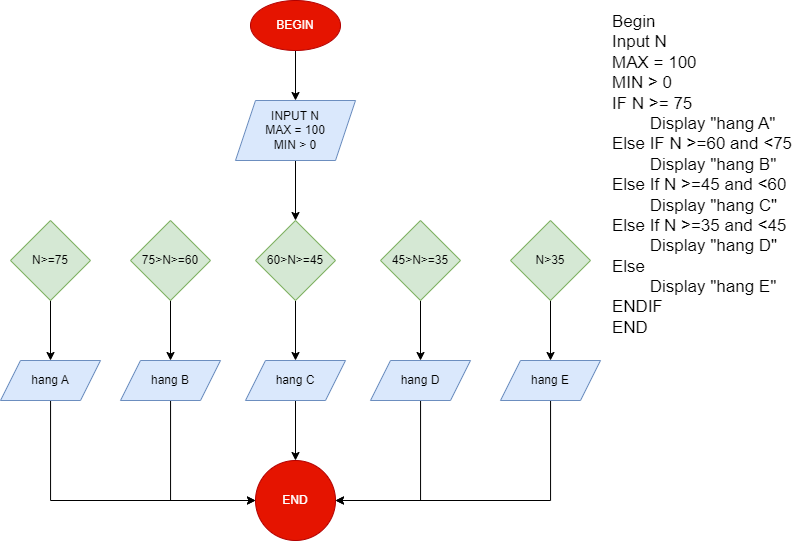 BEGIN
INPUT N
MAX = 100
MIN > 0
N>=75
75>N>=60
60>N>=45
45>N>=35
N>35
hang A
hang B
hang C
hang D
hang E
END
Begin
Input N
MAX = 100
MIN > 0
IF N >= 75
Display "hang A"
Else IF N >=60 and <75
Display "hang B"
Else If N >=45 and <60
Display "hang C"
Else If N >=35 and <45
Display "hang D"
Else
Display "hang E"
ENDIF
END